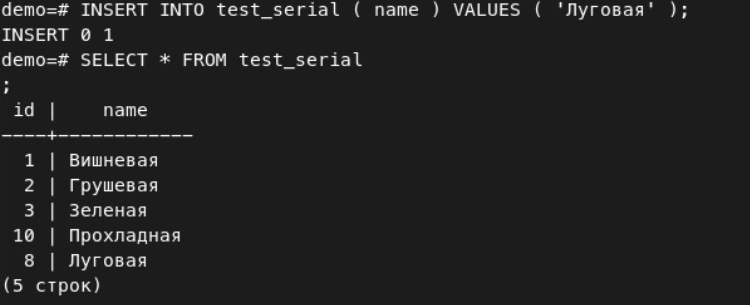 demo=# INSERT INTO test_serial ( name ) VALUES ( 'Луговая' );
INSERT 0 1
demo=# SELECT * FROM test_serial
;
 id |    name
----+------------
  1 | Вишневая
  2 | Грушевая
  3 | Зеленая
 10 | Прохладная
  8 | Луговая
(5 строк)